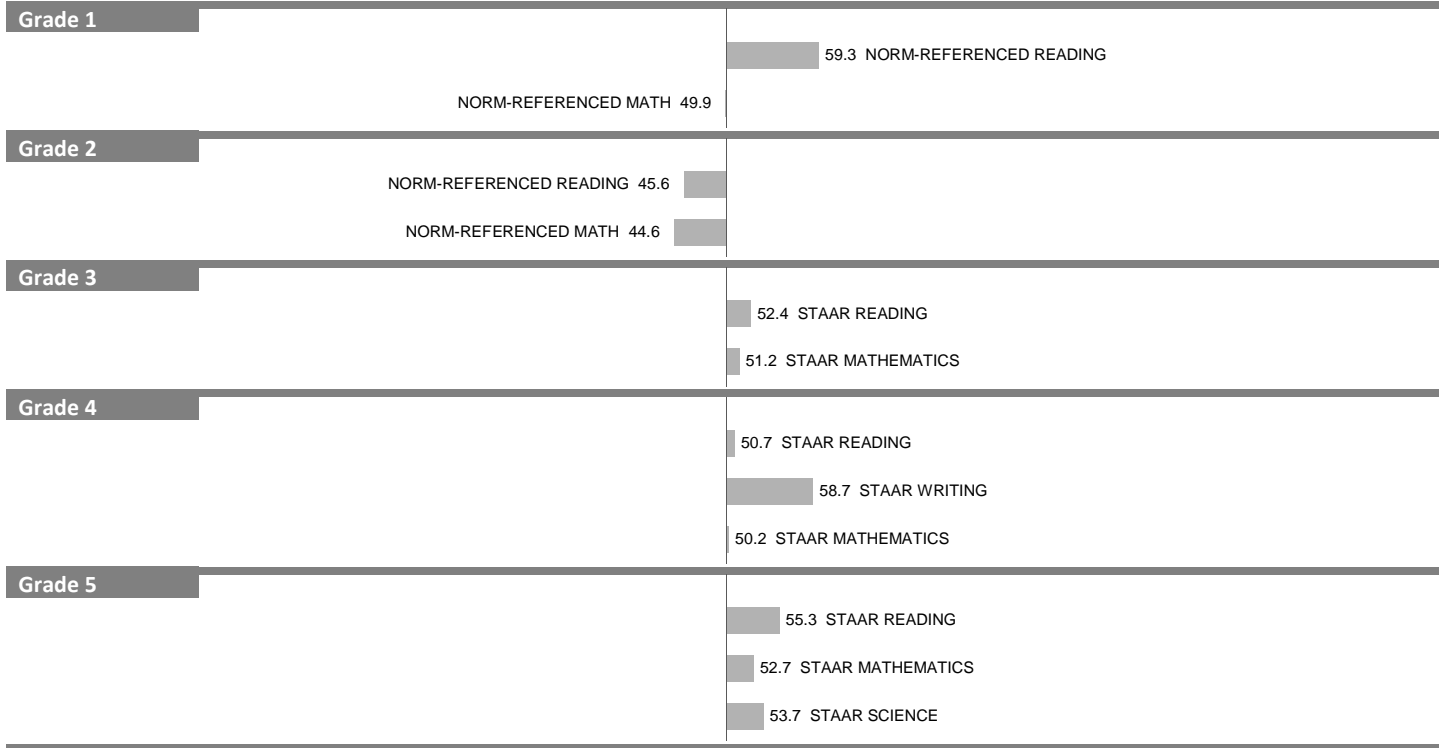 Grade 1
59.3 NORM-REFERENCED READING
NORM-REFERENCED MATH 49.9
Grade 2
NORM-REFERENCED READING 45.6
NORM-REFERENCED MATH 44.6
Grade 3
52.4 STAAR READING
51.2 STAAR MATHEMATICS
Grade 4
50.7 STAAR READING
58.7 STAAR WRITING
50.2 STAAR MATHEMATICS
Grade 5
55.3 STAAR READING
52.7 STAAR MATHEMATICS
53.7 STAAR SCIENCE